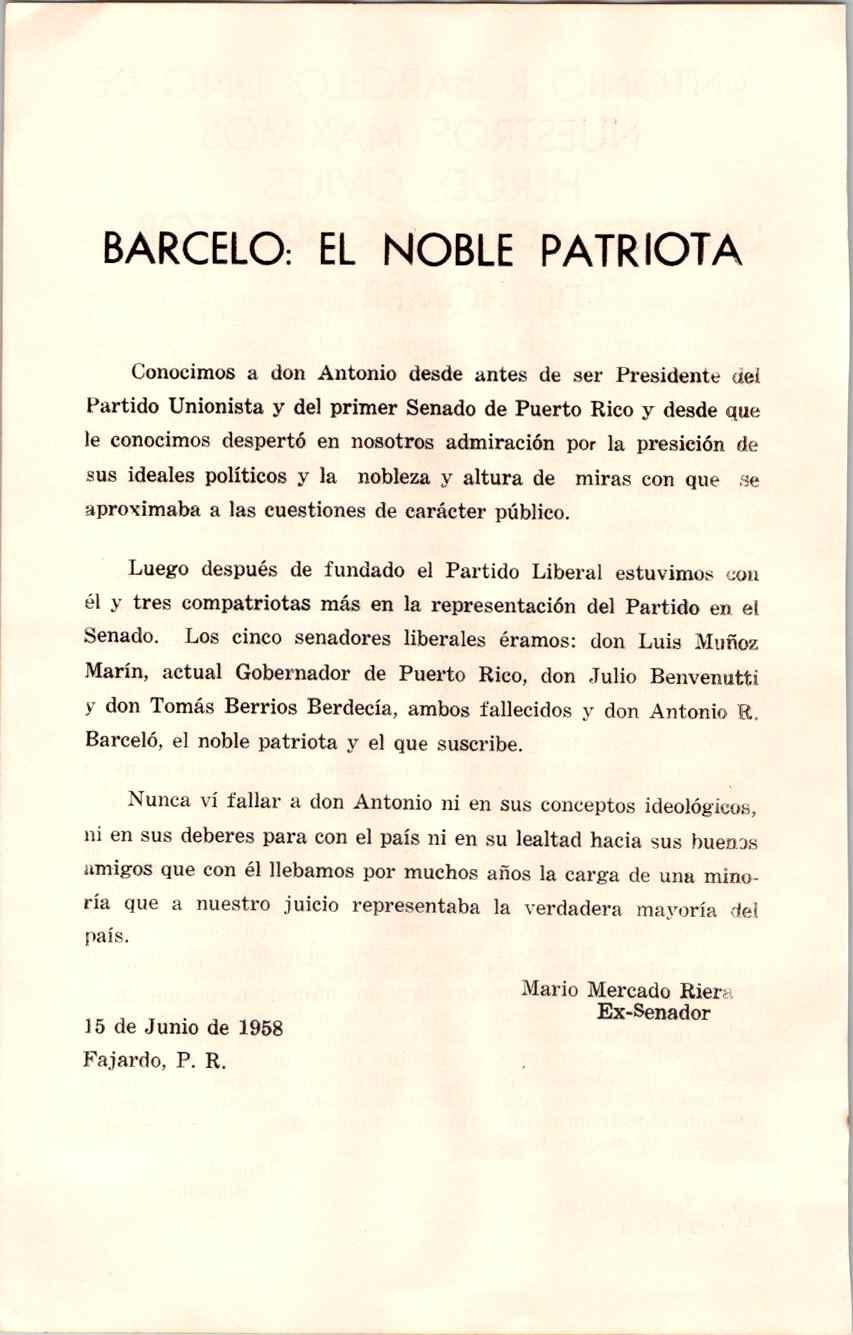 BARCELO: EL NOBLE PATRIOTA
Conocimos a don Antonio desde antes de ser Presidente del
Partido Unionista y del primer Senado de Puerto Rico y desde que
le conocimos despertó en nosotros admiración por la presición de
sus ideales políticos y la nobleza y altura de miras con que se
aproximaba a las cuestiones de carácter público.
Luego después de fundado el Partido Liberal estuvimos con
él y tres compatriotas más en la representación del Partido en el
Senado. Los cinco senadores liberales éramos: don Luis Muñoz
Marín, actual Gobernador de Puerto Rico, don Julio Benvenutti
y don Tomás Berrios Berdecía, ambos fallecidos y don Antonio R.
Barceló, el noble patriota y el que suscribe.
Nunca ví fallar a don Antonio ni en sus conceptos ideológicos,
ni en sus deberes para con el país ni en su lealtad hacia sus buenos
amigos que con él llebamos por muchos años la carga de una mino-
ría que a nuestro juicio representaba la verdadera mayoría del
país.
Mario Mercado Riera
Ex-Senador
15 de Junio de 1958
Fajardo, P. R.